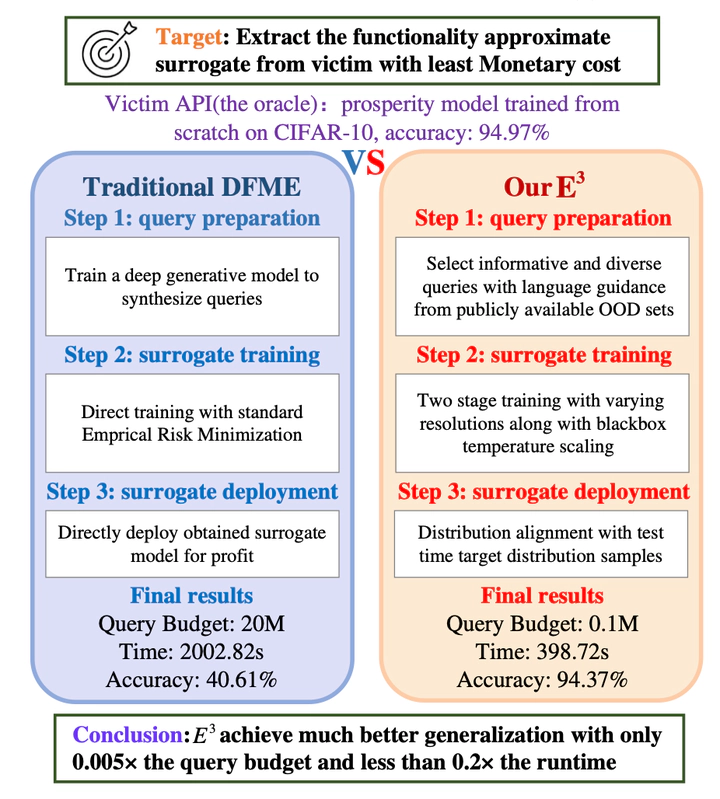 Target: Extract the functionality approximate
surrogate from victim with least Monetary cost
Victim API(the oracle): prosperity model trained from
scratch on CIFAR-10, accuracy: 94.97%
VS
Traditional DFME
Step 1: query preparation
Train a deep generative model to
synthesize queries
Step 2: surrogate training
Direct training with standard
Emprical Risk Minimization
Step 3: surrogate deployment
Directly deploy obtained surrogate
model for profit
Final results
Query Budget: 20M
Time: 2002.82s
Accuracy: 40.61%
Our E³
Step 1: query preparation
Select informative and diverse
queries with language guidance
from publicly available OOD sets
Step 2: surrogate training
Two stage training with varying
resolutions along with blackbox
temperature scaling
Step 3: surrogate deployment
Distribution alignment with test
time target distribution samples
Final results
Query Budget: 0.1M
Time: 398.72s
Accuracy: 94.37%
Conclusion: E³ achieve much better generalization with only
0.005× the query budget and less than 0.2× the runtime